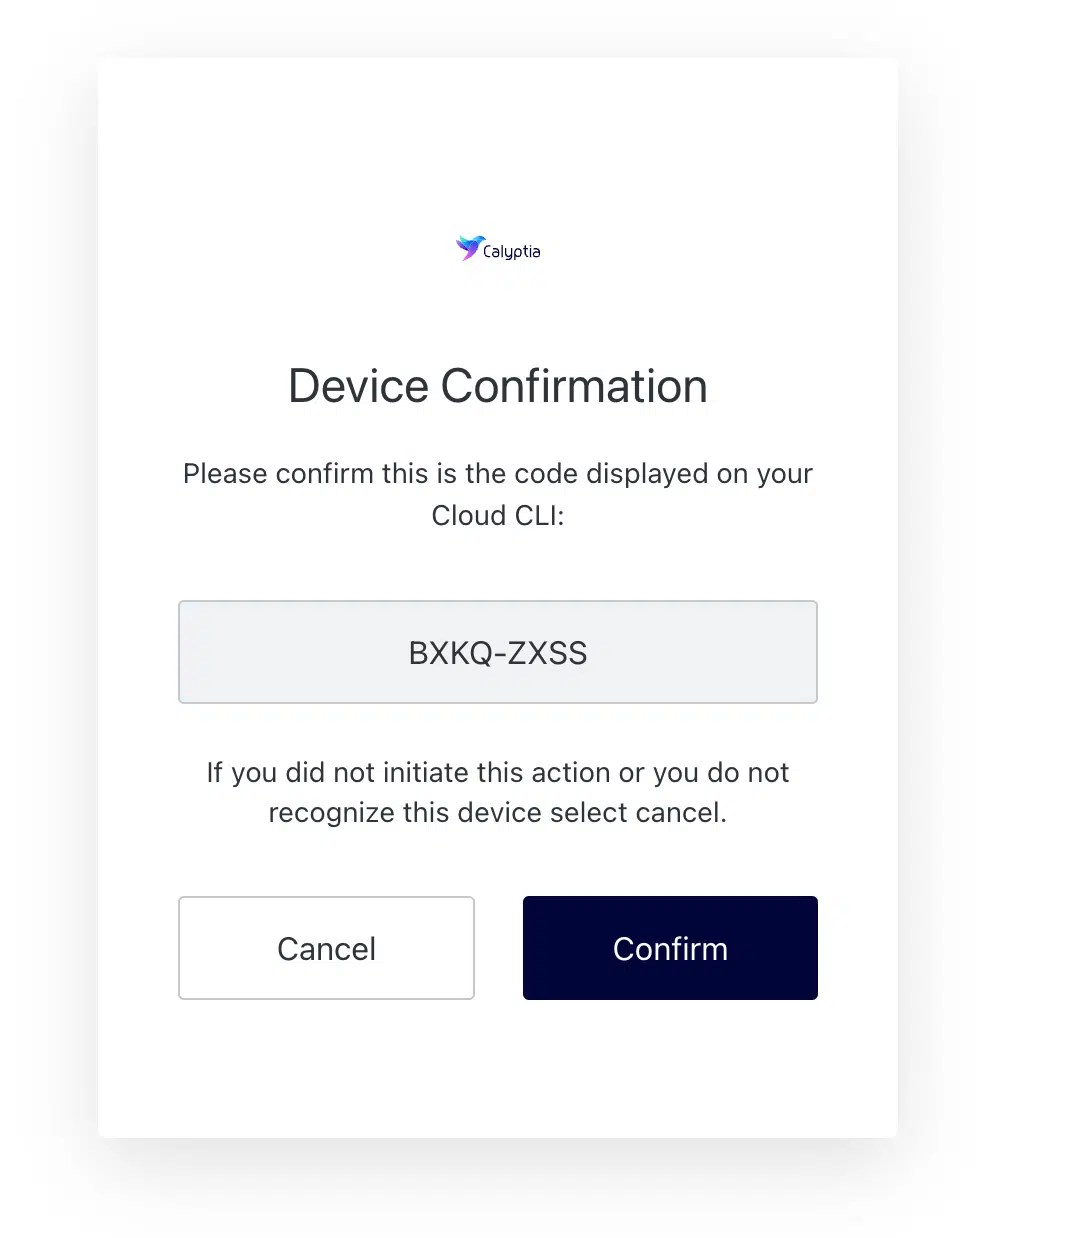 Calyptia
Device Confirmation
Please confirm this is the code displayed on your
Cloud CLI:
BXKQ-ZXSS
If you did not initiate this action or you do not
recognize this device select cancel.
Cancel
Confirm